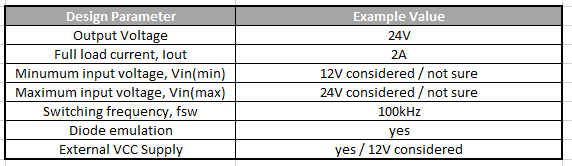 Design Parameter Example Value
Output Voltage 24V
Full load current, Iout 2A
Minumum input voltage, Vin(min) 12V considered / not sure
Maximum input voltage, Vin(max) 24V considered / not sure
Switching frequency, fsw 100kHz
Diode emulation yes
External VCC Supply yes / 12V considered